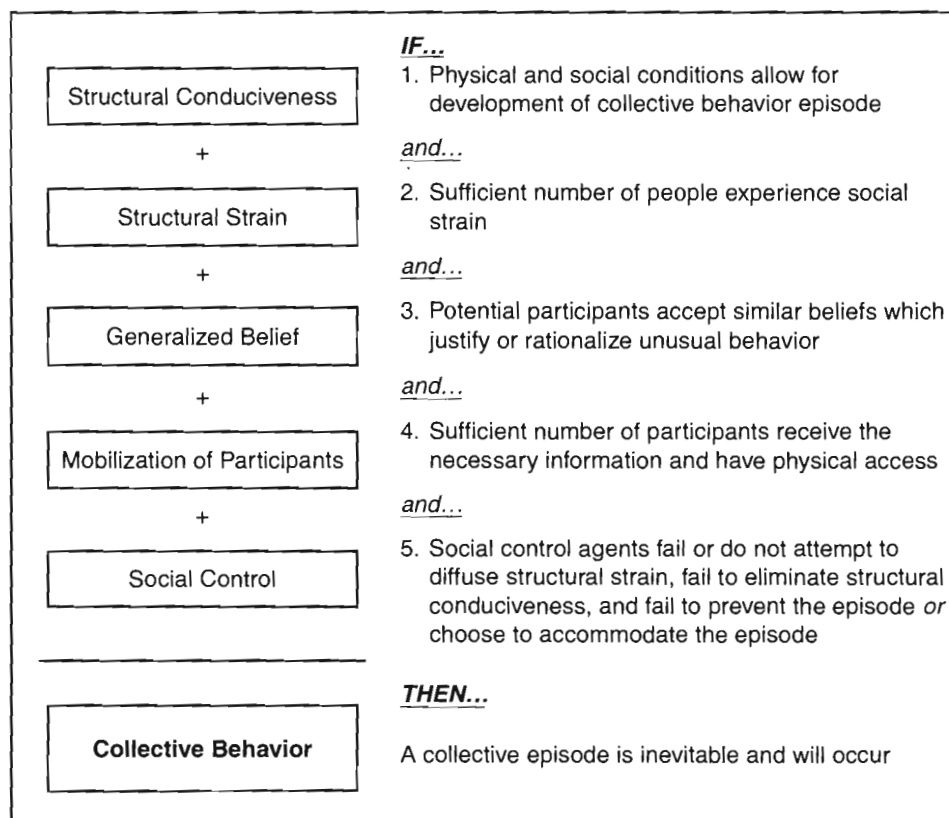 IF...
Structural Conduciveness
1. Physical and social conditions allow for
development of collective behavior episode
+
and...
Structural Strain
2. Sufficient number of people experience social
strain
+
and...
Generalized Belief
3. Potential participants accept similar beliefs which
justify or rationalize unusual behavior
+
and...
Mobilization of Participants
4. Sufficient number of participants receive the
necessary information and have physical access
+
and...
Social Control
5. Social control agents fail or do not attempt to
diffuse structural strain, fail to eliminate structural
conduciveness, and fail to prevent the episode or
choose to accommodate the episode
THEN...
Collective Behavior
A collective episode is inevitable and will occur